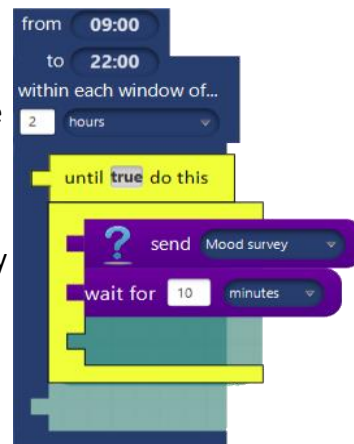 from 09:00
to 22:00
within each window of...
2 hours
until true do this
? send Mood survey
wait for 10 minutes